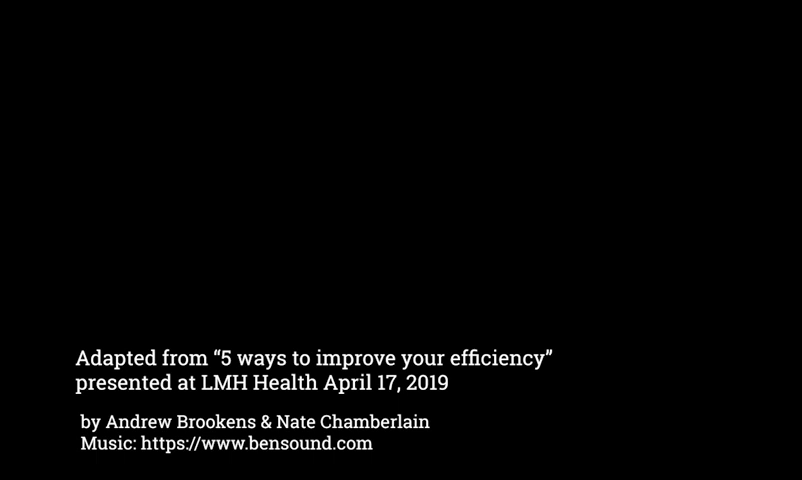 Adapted from “5 ways to improve your efficiency”
presented at LMH Health April 17, 2019
by Andrew Brookens & Nate Chamberlain
Music: https://www.bensound.com